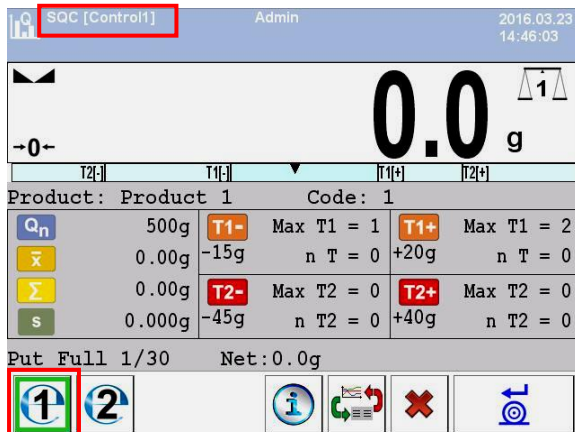 SQC [Control1] Admin 2016.03.23
14:46:03
1
0.0 g
→0←
T2[-] T1[-] T1[+] T2[+]
Product: Product 1 Code: 1
Qn 500g T1- Max T1 = 1 T1+ Max T1 = 2
x̄ 0.00g -15g n T = 0 +20g n T = 0
Σ 0.00g T2- Max T2 = 0 T2+ Max T2 = 0
s 0.000g -45g n T2 = 0 +40g n T2 = 0
Put Full 1/30 Net:0.0g
1 2 i